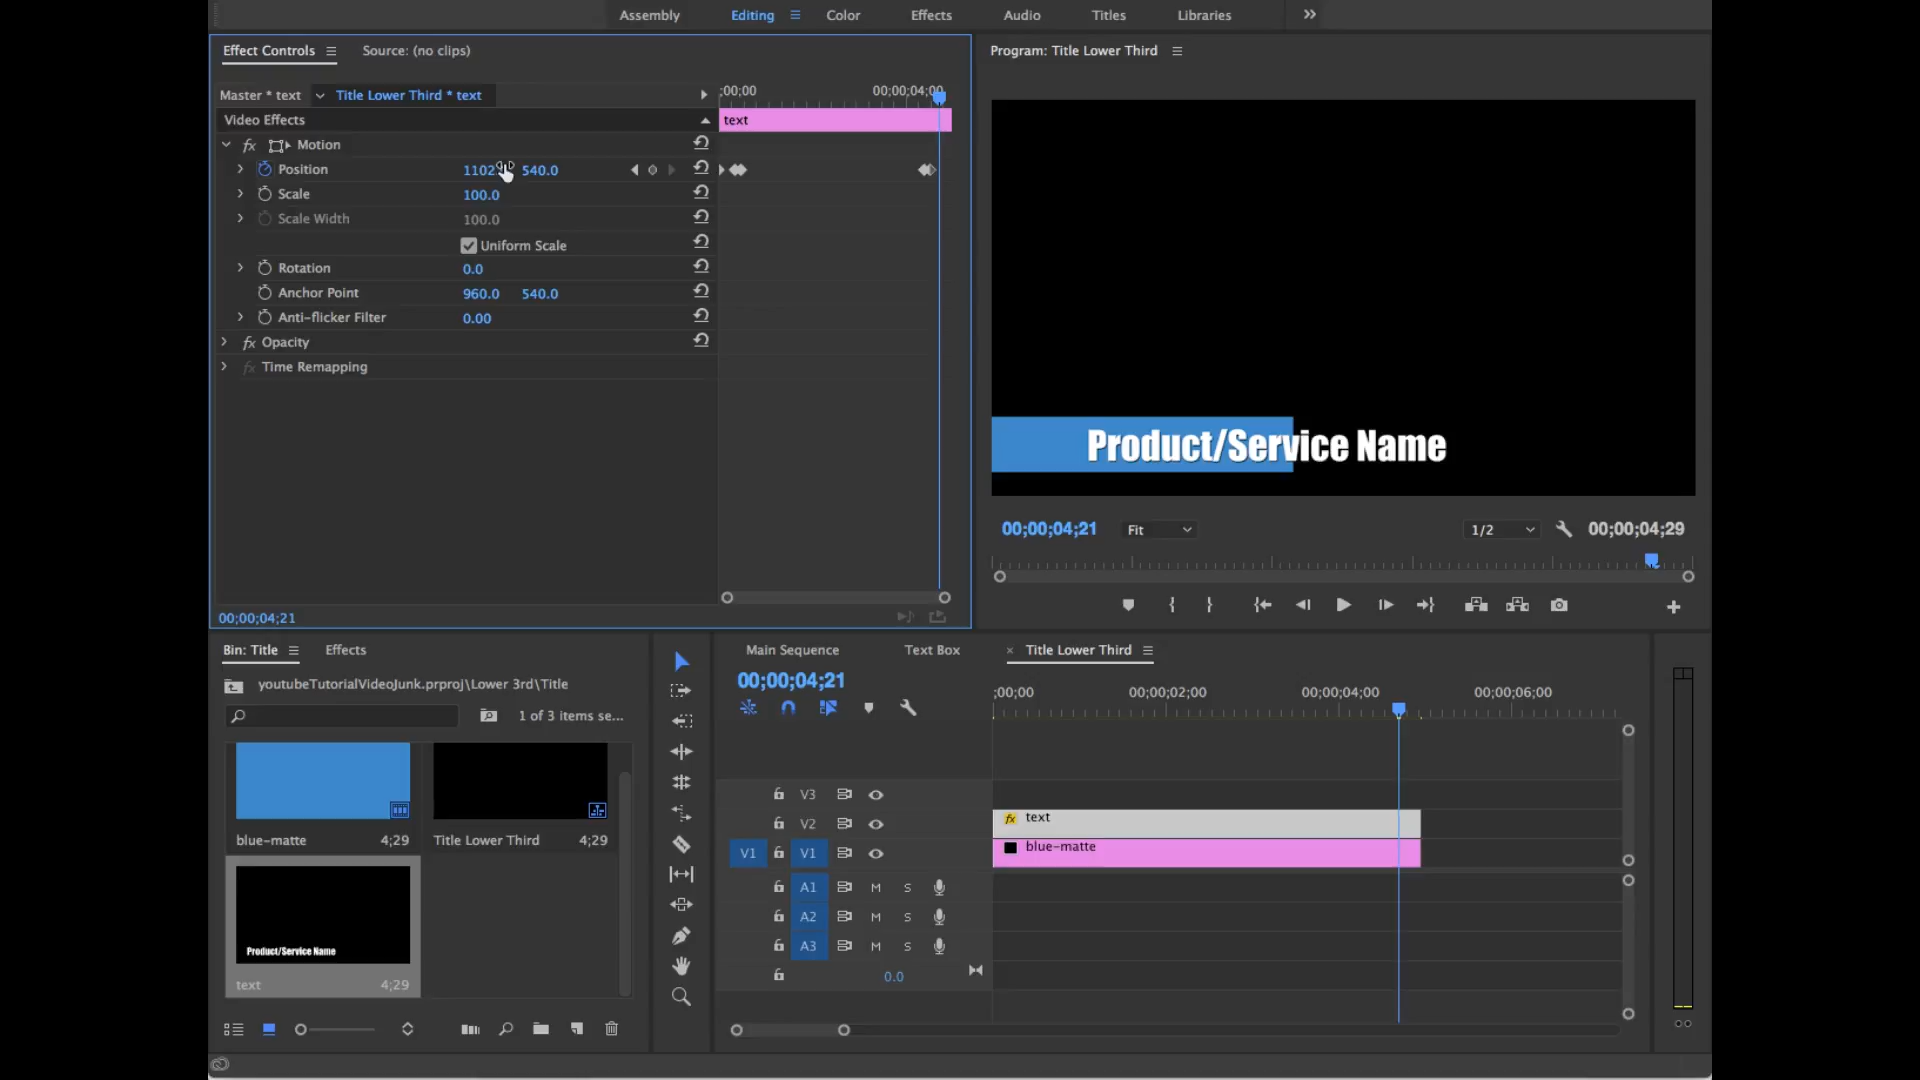 Assembly Editing Color Effects Audio Titles Libraries
Effect Controls Source: (no clips)
Program: Title Lower Third
Master * text Title Lower Third * text
;00;00 00;00;04;00
Video Effects
text
fx Motion
Position 1102 540.0
Scale 100.0
Scale Width 100.0
Uniform Scale
Rotation 0.0
Anchor Point 960.0 540.0
Anti-flicker Filter 0.00
fx Opacity
fx Time Remapping
Product/Service Name
00;00;04;21 Fit 1/2 00;00;04;29
00;00;04;21
Bin: Title Effects
youtubeTutorialVideoJunk.prproj\Lower 3rd\Title
1 of 3 items se...
blue-matte 4;29
Title Lower Third 4;29
Product/Service Name
text 4;29
Main Sequence Text Box × Title Lower Third
00;00;04;21
;00;00 00;00;02;00 00;00;04;00 00;00;06;00
V3
V2
fx text
V1 V1
blue-matte
A1 M S
A2 M S
A3 M S
0.0